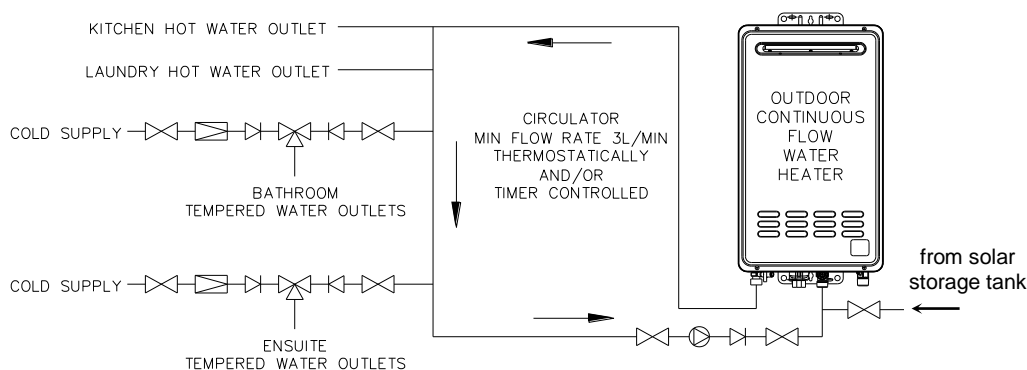 KITCHEN HOT WATER OUTLET
LAUNDRY HOT WATER OUTLET
COLD SUPPLY
BATHROOM
TEMPERED WATER OUTLETS
COLD SUPPLY
ENSUITE
TEMPERED WATER OUTLETS
CIRCULATOR
MIN FLOW RATE 3L/MIN
THERMOSTATICALLY
AND/OR
TIMER CONTROLLED
OUTDOOR
CONTINUOUS
FLOW
WATER
HEATER
from solar
storage tank